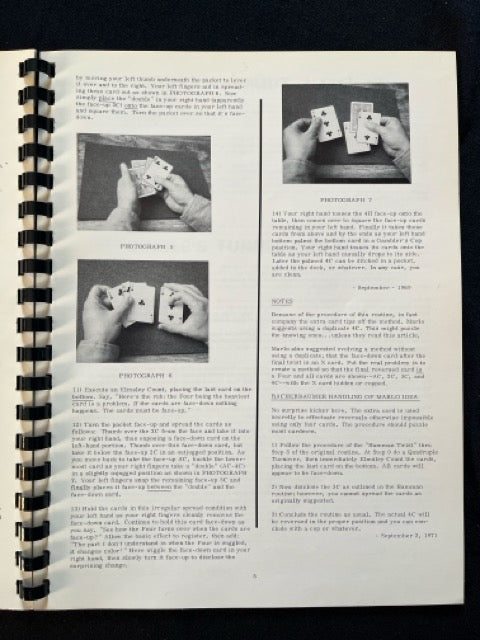 by moving your left thumb underneath the packet to lever
it over and to the right. Your left fingers aid in spread-
ing these cards out as shown in PHOTOGRAPH 6. Now
simply place the "double" in your right hand (apparently
the face-up 3C) onto the face-up cards in your left hand
and square them. Turn the packet over so that it's face-
down.
PHOTOGRAPH 5
PHOTOGRAPH 6
(11) Execute an Elmsley Count, placing the last card on the
bottom. Say, "Here's the rub: the Four being the heaviest
card is a problem, if the cards are face-down nothing
happens. The cards must be face-up."
(12) Turn the packet face-up and spread the cards as
follows: Thumb over the 3C from the face and take it into
your right hand, thus exposing a face-down card on the
left-hand portion. Thumb over this face-down card, but
take it below the face-up 3C in an outjogged position. As
you move back to take the face-up 4C, buckle the lower-
most card as your right fingers take a "double" (AC-4C)
in a slightly outjogged position as shown in PHOTOGRAPH
7. Your left fingers snap the remaining face-up 2C and
finally places it face-up between the "double" and the
face-down card.
(13) Hold the cards in this irregular spread condition with
your left hand as your right fingers cleanly remove the
face-down card. Continue to hold this card face-down as
you say, "See how the Four turns over when the cards are
face-up?" Allow the basic effect to register, then add:
"The part I don't understand is when the Four is wiggled,
it changes color!" Here wiggle the face-down card in your
right hand, then slowly turn it face-up to disclose the
surprising change.
PHOTOGRAPH 7
(14) Your right hand tosses the 4H face-up onto the
table, then comes over to square the face-up cards
remaining in your left hand. Finally it takes these
cards from above and by the ends as your left hand
bottom palms the bottom card in a Gambler's Cop
position. Your right hand tosses its cards onto the
table as your left hand casually drops to its side.
Later the palmed 4C can be ditched in a pocket,
added to the deck, or whatever. In any case, you
are clean.
- September - 1969
NOTES
Because of the procedure of this routine, in fast
company the extra card tips off the method. Marlo
suggests using a duplicate 4C. This might puzzle
the knowing ones...unless they read this article.
Marlo also suggested evolving a method without
using a duplicate, that the face-down card after the
final twist is an X card. Put the real problem is to
create a method so that the final reversed card is
a Four and all cards are shown--AC, 2C, 3C, and
4C--with the X card hidden or copped.
RACHERBAUMER HANDLING OF MARLO IDEA
No surprise kicker here. The extra card is used
secretly to effectuate reversals otherwise impossible
using only four cards. The procedure should puzzle
most cardmen.
1) Follow the procedure of the "Hamman Twist" thru
Step 8 of the original routine. At Step 9 do a Quadruple
Turnover, then immediately Elmsley Count the cards,
placing the last card on the bottom. All cards will
appear to be face-down.
2) Now disclose the 3C as outlined in the Hamman
routine; however, you cannot spread the cards as
originally suggested.
3) Conclude the routine as usual. The actual 4C will
be reversed in the proper position and you can con-
clude with a cop or whatever.
- September 2, 1971
5